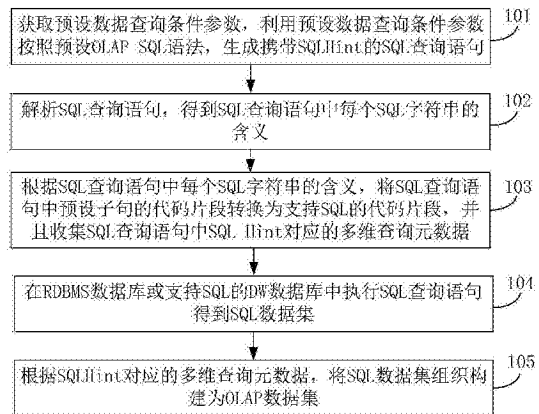 获取预设数据查询条件参数，利用预设数据查询条件参数
按照预设OLAP SQL语法，生成携带SQLHint的SQL查询语句
101
解析SQL查询语句，得到SQL查询语句中每个SQL字符串的
含义
102
根据SQL查询语句中每个SQL字符串的含义，将SQL查询语
句中预设子句的代码片段转换为支持SQL的代码片段，并
且收集SQL查询语句中SQL Hint对应的多维查询元数据
103
在RDBMS数据库或支持SQL的DW数据库中执行SQL查询语句
得到SQL数据集
104
根据SQLHint对应的多维查询元数据，将SQL数据集组织构
建为OLAP数据集
105